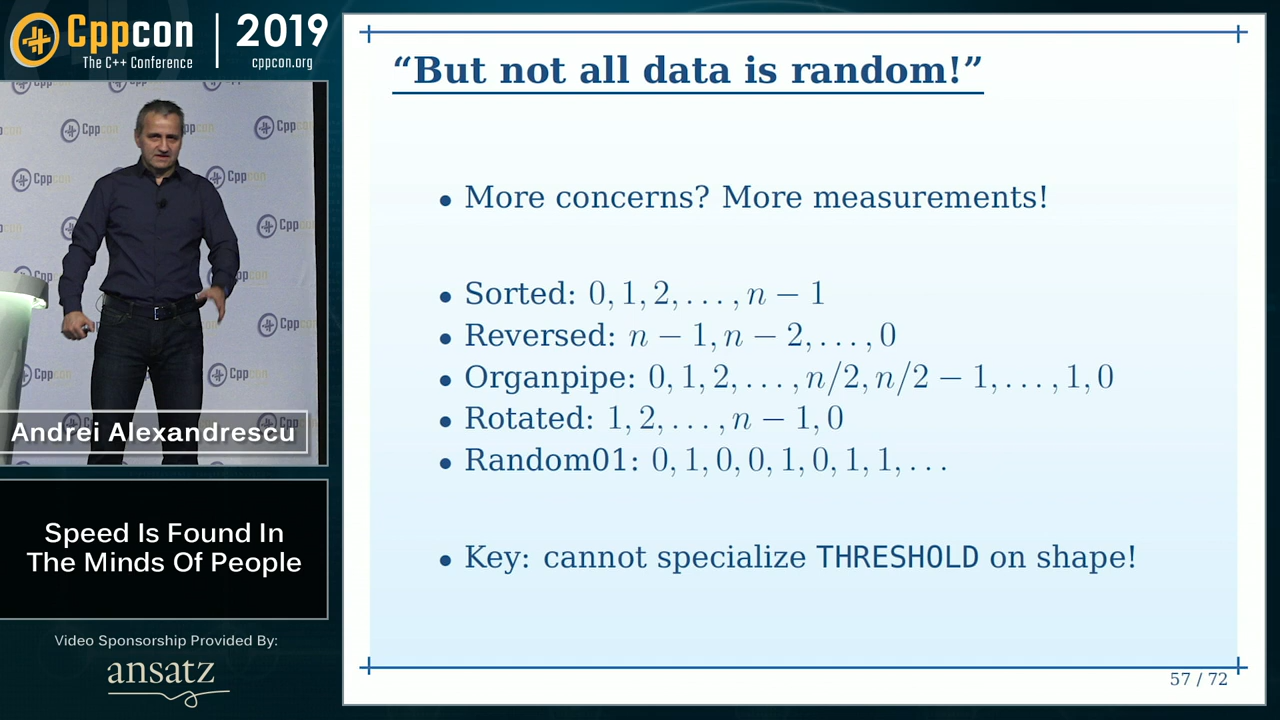 Cppcon | 2019
The C++ Conference cppcon.org
Andrei Alexandrescu
Speed Is Found In
The Minds Of People
Video Sponsorship Provided By:
ansatz
“But not all data is random!”
• More concerns? More measurements!
• Sorted: 0, 1, 2, . . . , n − 1
• Reversed: n − 1, n − 2, . . . , 0
• Organpipe: 0, 1, 2, . . . , n/2, n/2 − 1, . . . , 1, 0
• Rotated: 1, 2, . . . , n − 1, 0
• Random01: 0, 1, 0, 0, 1, 0, 1, 1, . . .
• Key: cannot specialize THRESHOLD on shape!
57 / 72